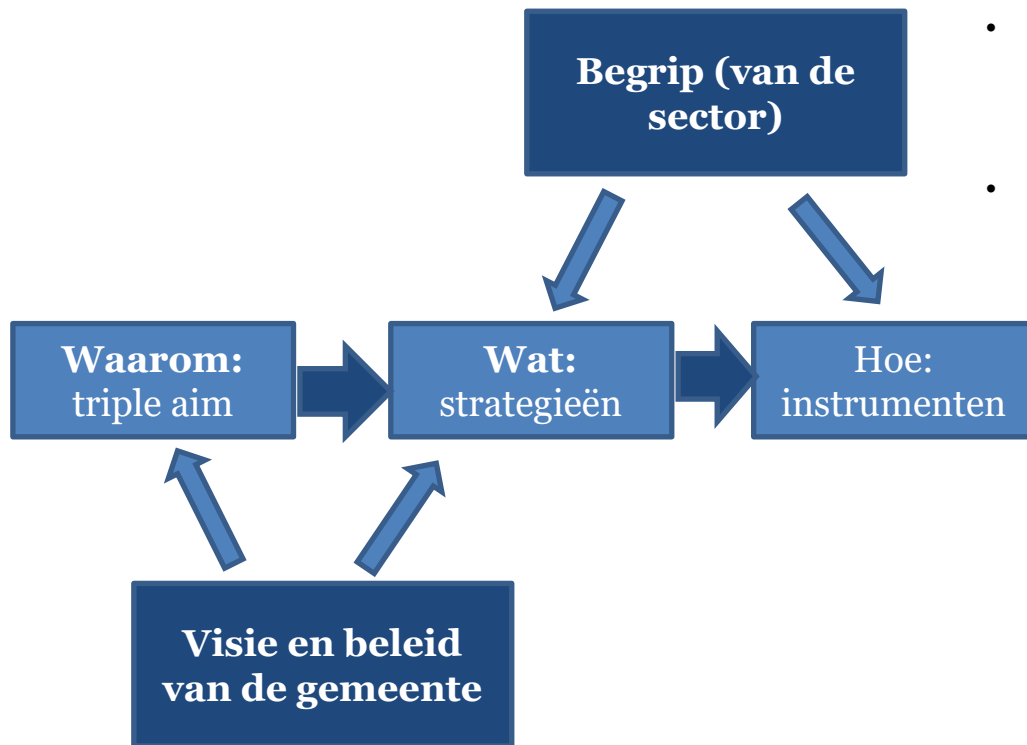 Begrip (van de
sector)
Waarom:
triple aim
Wat:
strategieën
Hoe:
instrumenten
Visie en beleid
van de gemeente